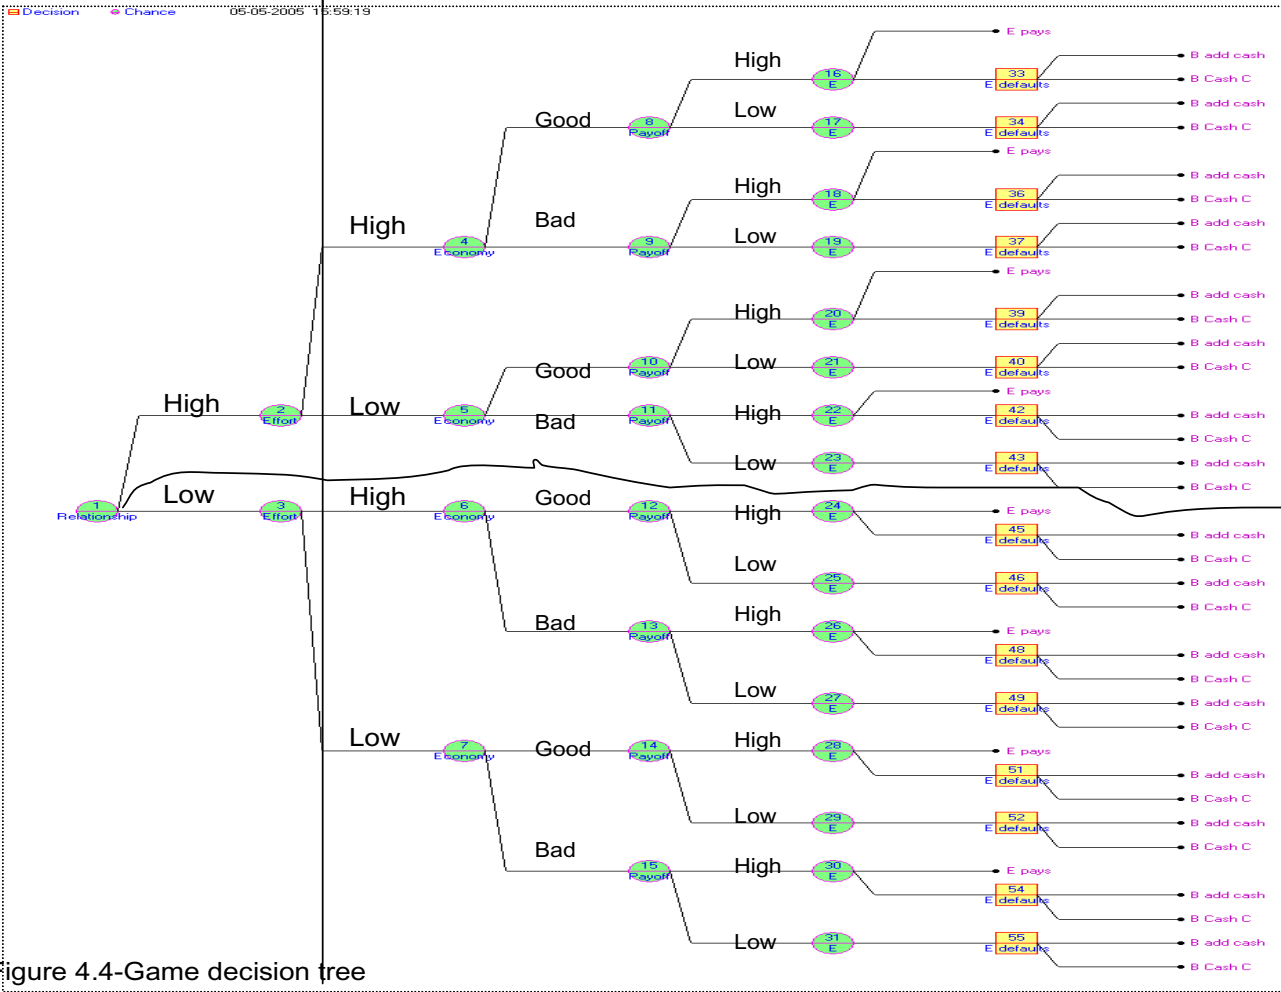 Decision Chance 05-05-2005 15:59:19
E pays
High B add cash
16 E 33 E defaults B Cash C
Low B add cash
Good 8 Payoff 17 E 34 E defaults B Cash C
E pays
High B add cash
18 E 36 E defaults B Cash C
Bad Low B add cash
High 4 Economy 9 Payoff 19 E 37 E defaults B Cash C
E pays
High B add cash
20 E 39 E defaults B Cash C
Low B add cash
Good 10 Payoff 21 E 40 E defaults B Cash C
E pays
High 2 Effort Low 5 Economy Bad 11 Payoff High 22 E 42 E defaults B add cash
B Cash C
Low 23 E 43 E defaults B add cash
B Cash C
1 Relationship Low 3 Effort High 6 Economy Good 12 Payoff High 24 E E pays
45 E defaults B add cash
B Cash C
Low 25 E 46 E defaults B add cash
B Cash C
Bad 13 Payoff High 26 E E pays
48 E defaults B add cash
B Cash C
Low 27 E 49 E defaults B add cash
B Cash C
Low 7 Economy Good 14 Payoff High 28 E E pays
51 E defaults B add cash
B Cash C
Low 29 E 52 E defaults B add cash
B Cash C
Bad 15 Payoff High 30 E E pays
54 E defaults B add cash
B Cash C
Low 31 E 55 E defaults B add cash
B Cash C
igure 4.4-Game decision tree